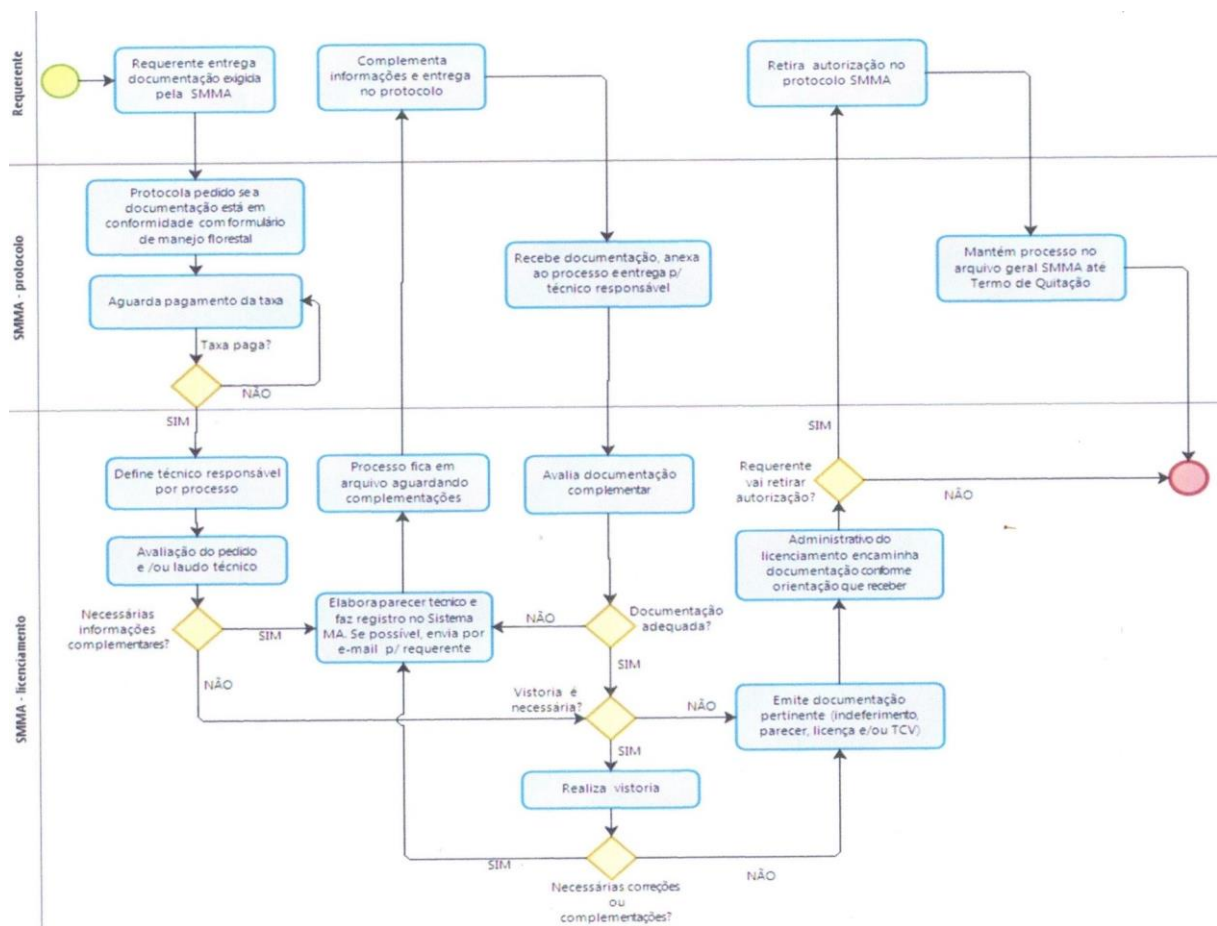 Requerente
Requerente entrega
documentação exigida
pela SMMA
Complementa
informações e entrega
no protocolo
Retira autorização no
protocolo SMMA
SMMA - protocolo
Protocola pedido se a
documentação está em
conformidade com formulário
de manejo florestal
Recebe documentação, anexa
ao processo e entrega p/
técnico responsável
Mantém processo no
arquivo geral SMMA até
Termo de Quitação
Aguarda pagamento da taxa
Taxa paga?
NÃO
SIM
SMMA - licenciamento
Define técnico responsável
por processo
Processo fica em
arquivo aguardando
complementações
Avalia documentação
complementar
SIM
Requerente
vai retirar
autorização?
NÃO
Avaliação do pedido
e /ou laudo técnico
Administrativo do
licenciamento encaminha
documentação conforme
orientação que receber
Necessárias
informações
complementares?
SIM
NÃO
Elabora parecer técnico e
faz registro no Sistema
MA. Se possível, envia por
e-mail p/ requerente
NÃO
Documentação
adequada?
SIM
Vistoria é
necessária?
NÃO
SIM
Emite documentação
pertinente (indeferimento,
parecer, licença e/ou TCV)
Realiza vistoria
SIM
NÃO
Necessárias correções
ou
complementações?